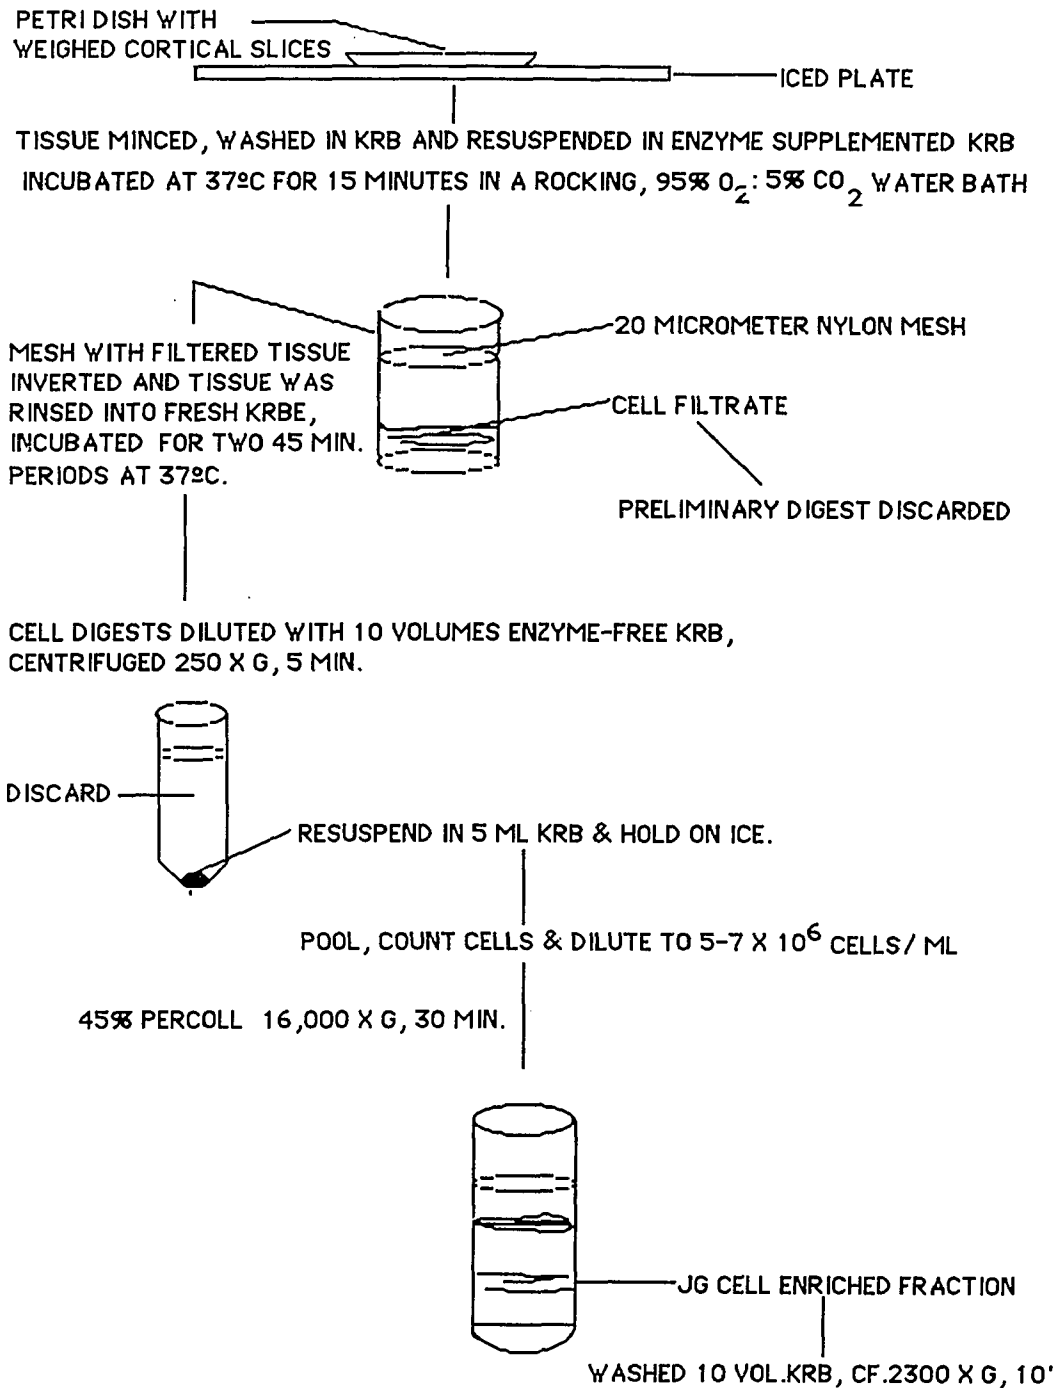 PETRI DISH WITH
WEIGHED CORTICAL SLICES
ICED PLATE
TISSUE MINCED, WASHED IN KRB AND RESUSPENDED IN ENZYME SUPPLEMENTED KRB
INCUBATED AT 37ºC FOR 15 MINUTES IN A ROCKING, 95% O₂: 5% CO₂ WATER BATH
20 MICROMETER NYLON MESH
MESH WITH FILTERED TISSUE
INVERTED AND TISSUE WAS
RINSED INTO FRESH KRBE,
INCUBATED FOR TWO 45 MIN.
PERIODS AT 37ºC.
CELL FILTRATE
PRELIMINARY DIGEST DISCARDED
CELL DIGESTS DILUTED WITH 10 VOLUMES ENZYME-FREE KRB,
CENTRIFUGED 250 X G, 5 MIN.
DISCARD
RESUSPEND IN 5 ML KRB & HOLD ON ICE.
POOL, COUNT CELLS & DILUTE TO 5-7 X 10⁶ CELLS/ ML
45% PERCOLL 16,000 X G, 30 MIN.
JG CELL ENRICHED FRACTION
WASHED 10 VOL.KRB, CF.2300 X G, 10'